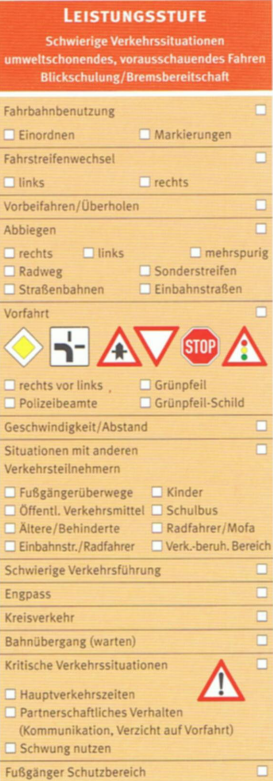 LEISTUNGSSTUFE
Schwierige Verkehrssituationen
umweltschonendes, vorausschauendes Fahren
Blickschulung/Bremsbereitschaft
Fahrbahnbenutzung
Einordnen Markierungen
Fahrstreifenwechsel
links rechts
Vorbeifahren/Überholen
Abbiegen
rechts links mehrspurig
Radweg Sonderstreifen
Straßenbahnen Einbahnstraßen
Vorfahrt
STOP
rechts vor links , Grünpfeil
Polizeibeamte Grünpfeil-Schild
Geschwindigkeit/Abstand
Situationen mit anderen
Verkehrsteilnehmern
Fußgängerüberwege Kinder
Öffentl. Verkehrsmittel Schulbus
Ältere/Behinderte Radfahrer/Mofa
Einbahnstr./Radfahrer Verk.-beruh. Bereich
Schwierige Verkehrsführung
Engpass
Kreisverkehr
Bahnübergang (warten)
Kritische Verkehrssituationen
Hauptverkehrszeiten
Partnerschaftliches Verhalten
(Kommunikation, Verzicht auf Vorfahrt)
Schwung nutzen
Fußgänger Schutzbereich